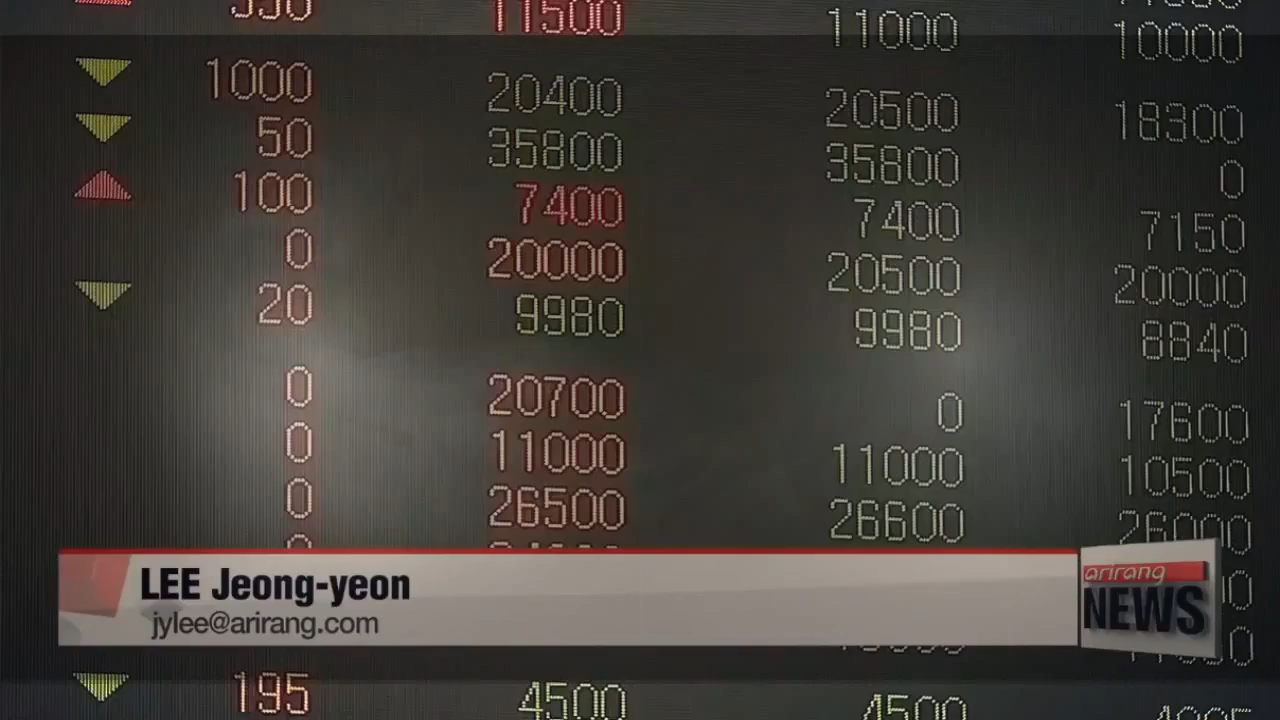 11500 11000 10000
1000 20400 20500 18300
50 35800 35800 0
100 7400 7400 7150
0 20000 20500 20000
20 9980 9980 8840
0 20700 0 17600
0 11000 11000 10500
0 26500 26600 26000
LEE Jeong-yeon
jylee@arirang.com
arirang
NEWS
195 4500 4500